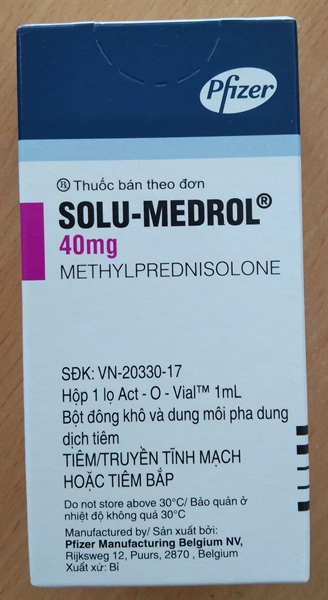 Pfizer
℞ Thuốc bán theo đơn
SOLU-MEDROL®
40mg
METHYLPREDNISOLONE
SĐK: VN-20330-17
Hộp 1 lọ Act - O - Vial™ 1mL
Bột đông khô và dung môi pha dung
dịch tiêm
TIÊM/TRUYỀN TĨNH MẠCH
HOẶC TIÊM BẮP
Do not store above 30°C/ Bảo quản ở
nhiệt độ không quá 30°C
Manufactured by/ Sản xuất bởi:
Pfizer Manufacturing Belgium NV,
Rijksweg 12, Puurs, 2870 , Belgium
Xuất xứ: Bỉ